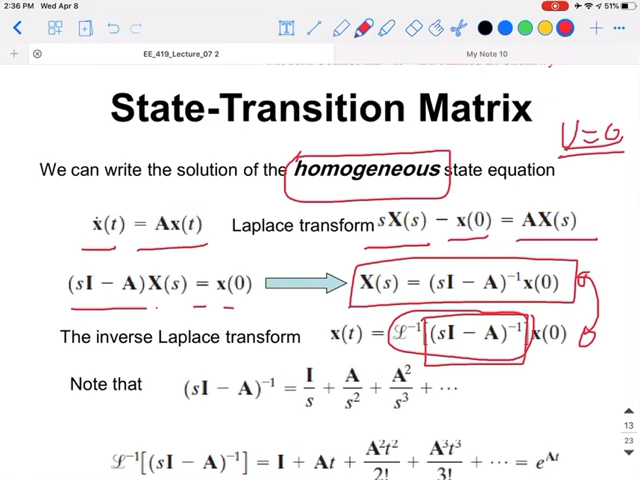 2:36 PM Wed Apr 8
51%
EE_419_Lecture_07 2
My Note 10
State-Transition Matrix
U=0
We can write the solution of the homogeneous state equation
ẋ(t) = Ax(t) Laplace transform sX(s) − x(0) = AX(s)
(sI − A)X(s) = x(0) X(s) = (sI − A)⁻¹x(0)
The inverse Laplace transform x(t) = ℒ⁻¹[(sI − A)⁻¹]x(0)
Note that (sI − A)⁻¹ = I/s + A/s² + A²/s³ + ⋯
ℒ⁻¹[(sI − A)⁻¹] = I + At + A²t²/2! + A³t³/3! + ⋯ = e^At
13
23